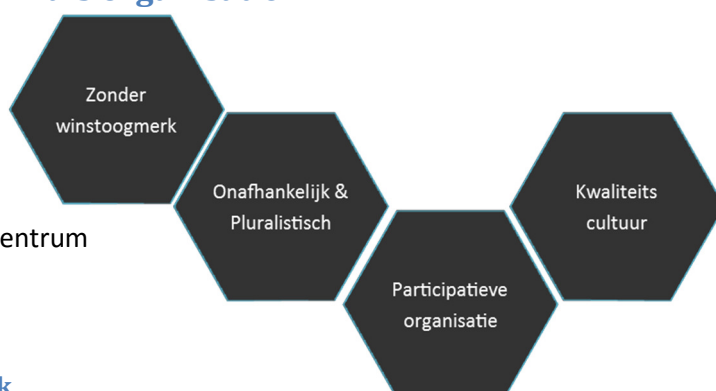 Zonder
winstoogmerk
Onafhankelijk &
Pluralistisch
Kwaliteits
cultuur
entrum
Participatieve
organisatie
k